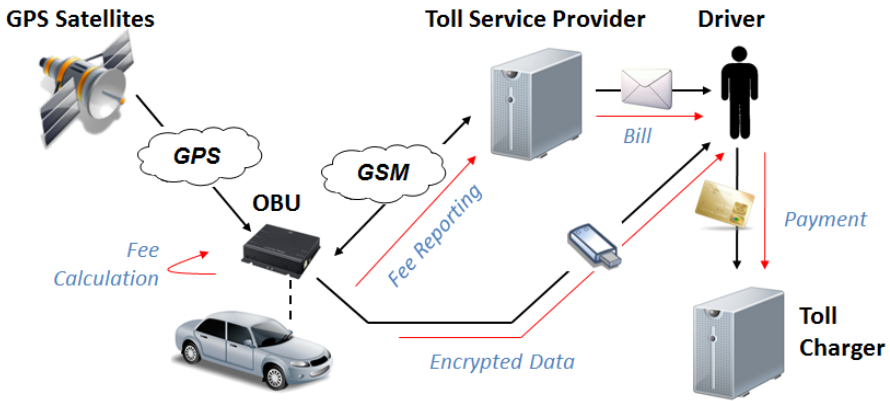 GPS Satellites
Toll Service Provider
Driver
GPS
GSM
Bill
OBU
Fee
Calculation
Fee Reporting
Payment
Encrypted Data
Toll
Charger